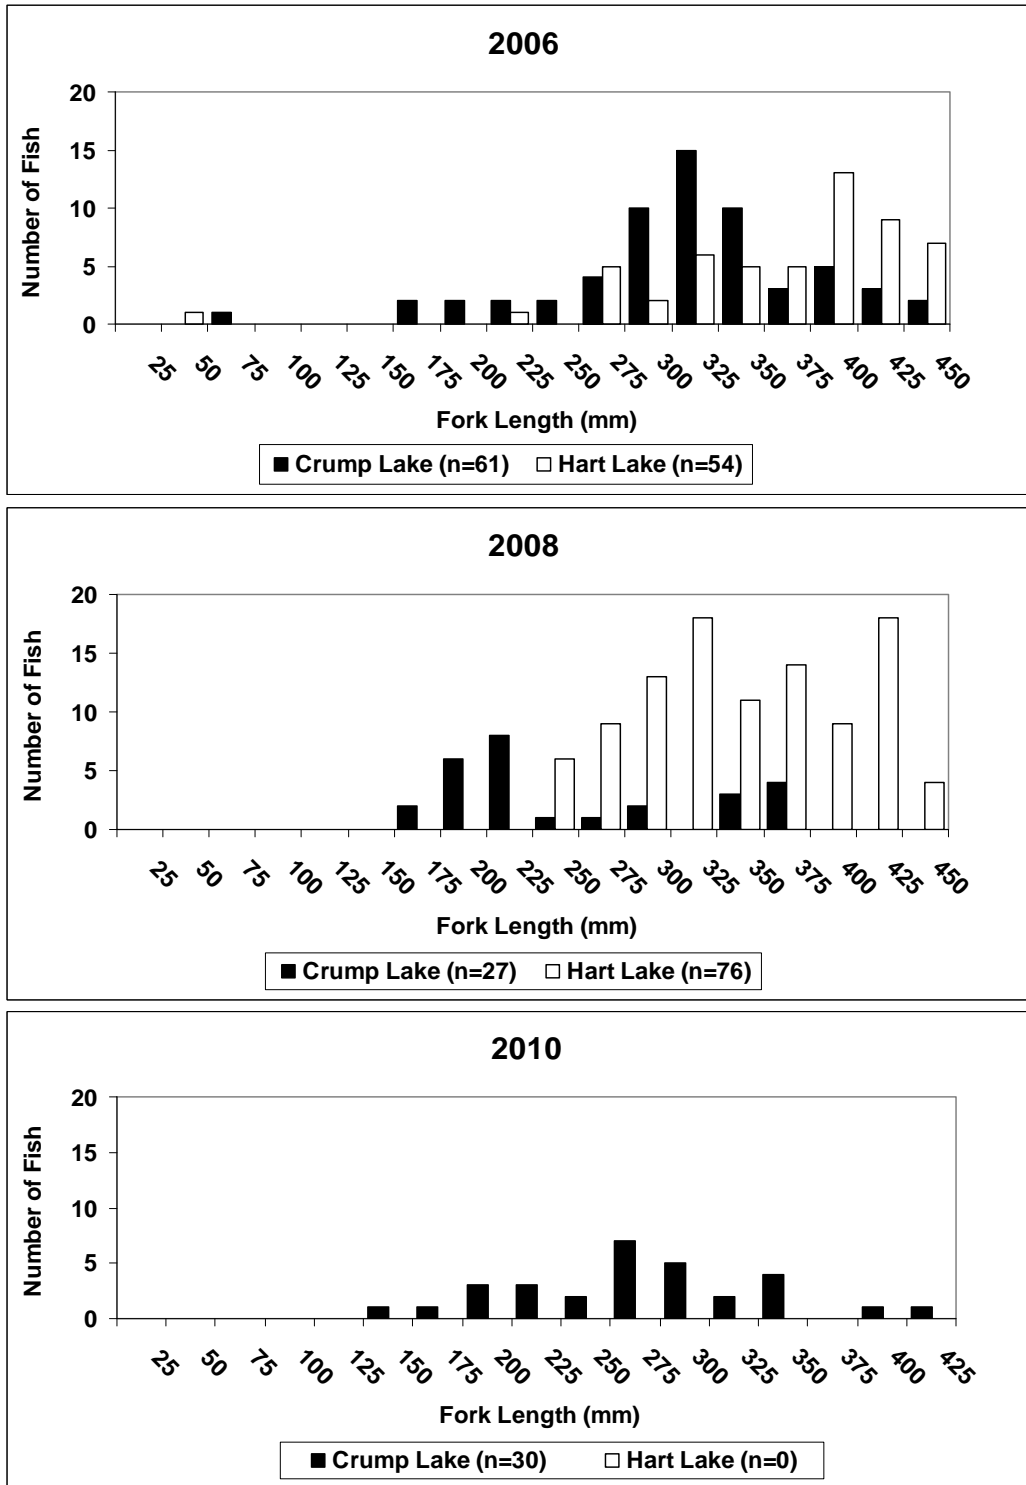 2006
20
15
10
5
0
Number of Fish
25 50 75 100 125 150 175 200 225 250 275 300 325 350 375 400 425 450
Fork Length (mm)
Crump Lake (n=61) Hart Lake (n=54)
2008
20
15
10
5
0
Number of Fish
25 50 75 100 125 150 175 200 225 250 275 300 325 350 375 400 425 450
Fork Length (mm)
Crump Lake (n=27) Hart Lake (n=76)
2010
20
15
10
5
0
Number of Fish
25 50 75 100 125 150 175 200 225 250 275 300 325 350 375 400 425
Fork Length (mm)
Crump Lake (n=30) Hart Lake (n=0)